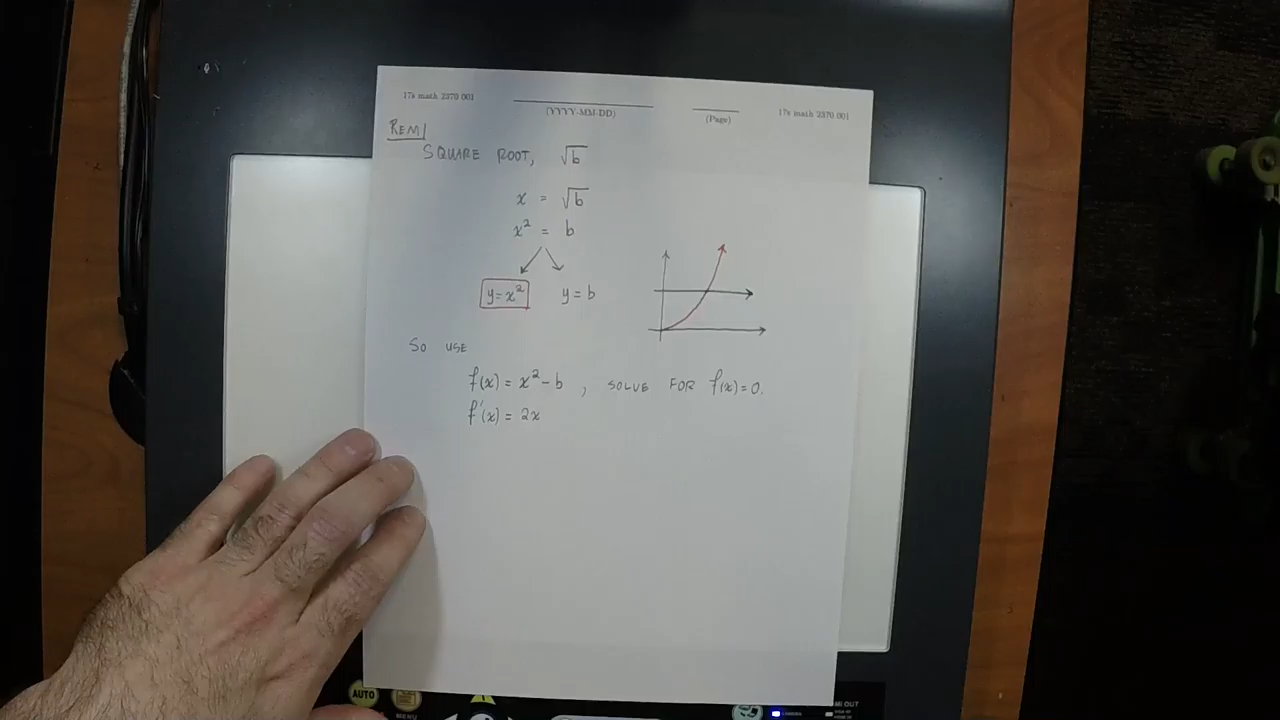 17s math 2370 001
(YYYY-MM-DD)
(Page)
17s math 2370 001
REM/
SQUARE ROOT, √b
x = √b
x² = b
y=x² y=b
SO USE
f(x) = x²-b , SOLVE FOR f(x)=0.
f'(x) = 2x
AUTO
MENU